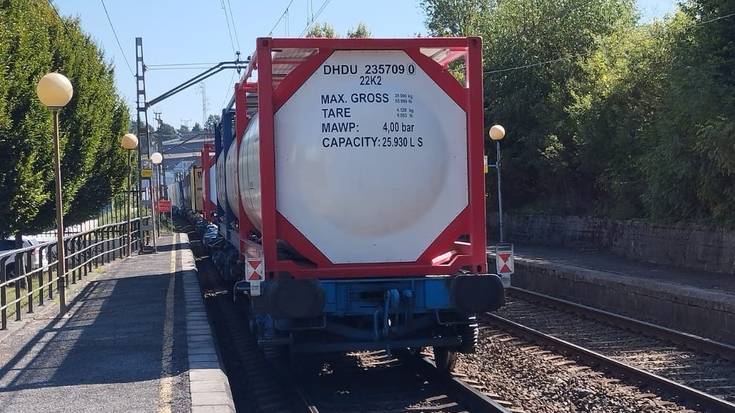 DHDU 235709 0
22K2
MAX. GROSS
TARE
MAWP: 4,00 bar
CAPACITY: 25.930 L S